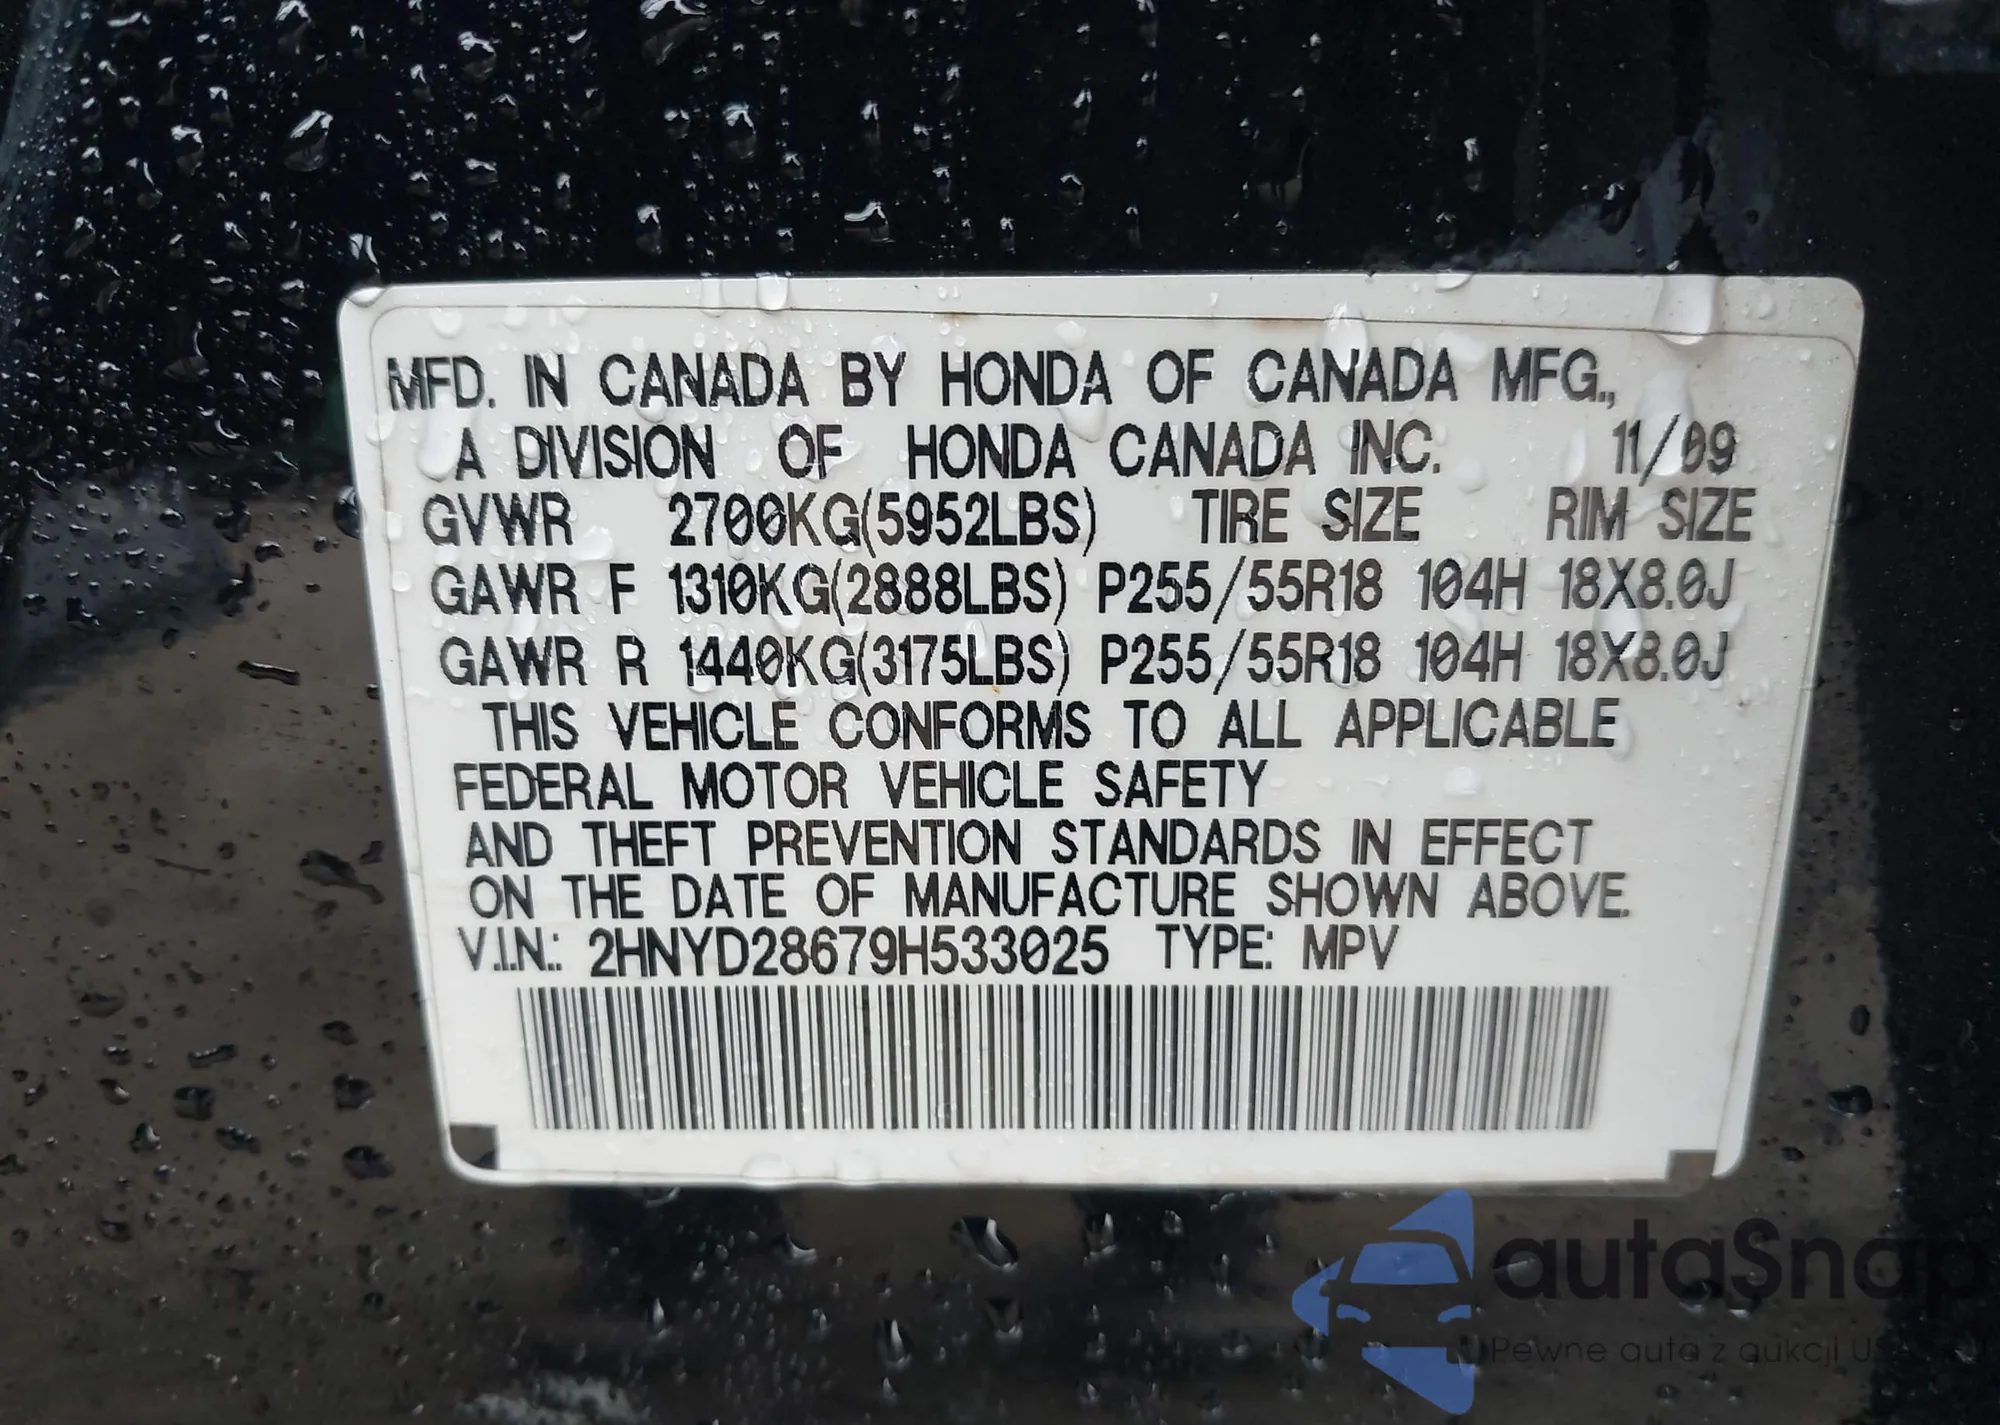 MFD. IN CANADA BY HONDA OF CANADA MFG.,
A DIVISION OF HONDA CANADA INC. 11/09
GVWR 2700KG(5952LBS) TIRE SIZE RIM SIZE
GAWR F 1310KG(2888LBS) P255/55R18 104H 18X8.0J
GAWR R 1440KG(3175LBS) P255/55R18 104H 18X8.0J
THIS VEHICLE CONFORMS TO ALL APPLICABLE
FEDERAL MOTOR VEHICLE SAFETY
AND THEFT PREVENTION STANDARDS IN EFFECT
ON THE DATE OF MANUFACTURE SHOWN ABOVE.
V.I.N.: 2HNYD28679H533025 TYPE: MPV
autaSnap
Pewne auta z aukcji